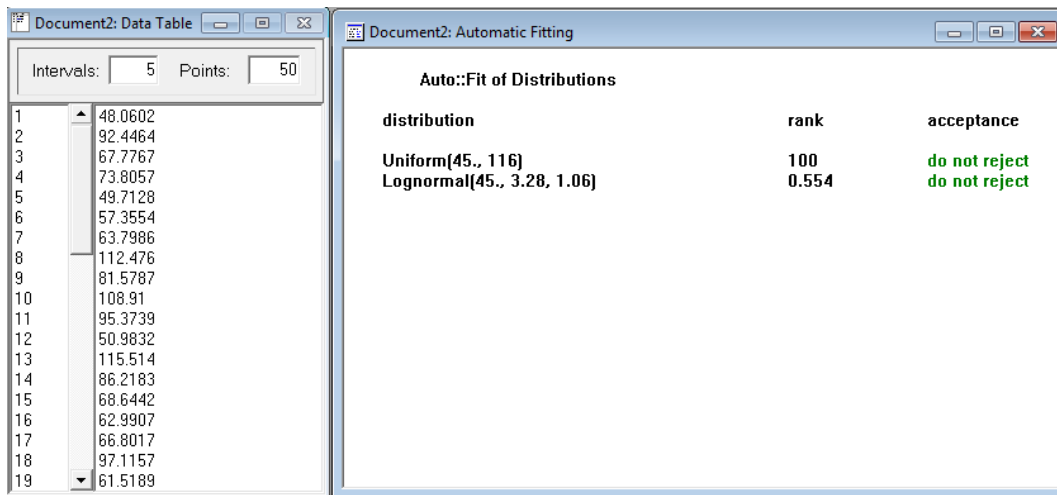 Document2: Data Table
Intervals: 5 Points: 50
1 48.0602
2 92.4464
3 67.7767
4 73.8057
5 49.7128
6 57.3554
7 63.7986
8 112.476
9 81.5787
10 108.91
11 95.3739
12 50.9832
13 115.514
14 86.2183
15 68.6442
16 62.9907
17 66.8017
18 97.1157
19 61.5189
Document2: Automatic Fitting
Auto::Fit of Distributions
distribution rank acceptance
Uniform(45., 116) 100 do not reject
Lognormal(45., 3.28, 1.06) 0.554 do not reject